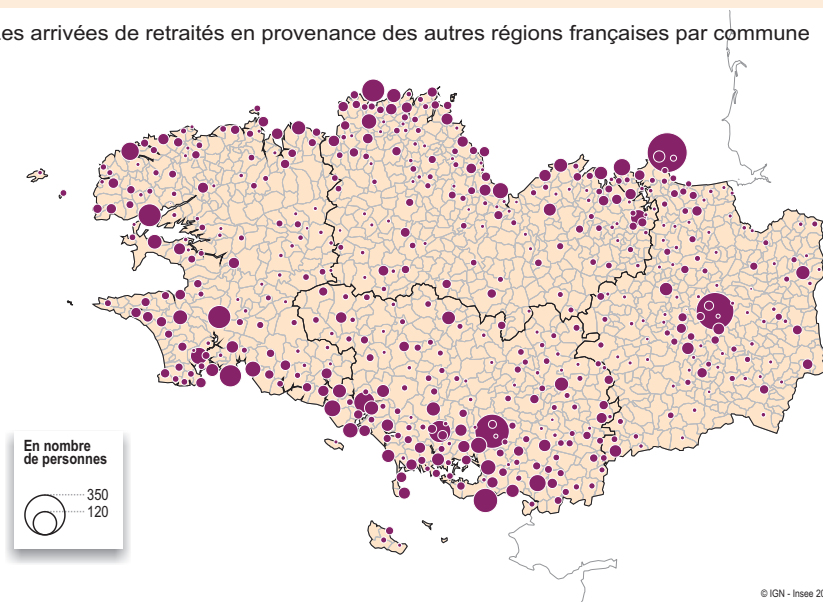 es arrivées de retraités en provenance des autres régions françaises par commune
En nombre
de personnes
350
120
© IGN - Insee 20